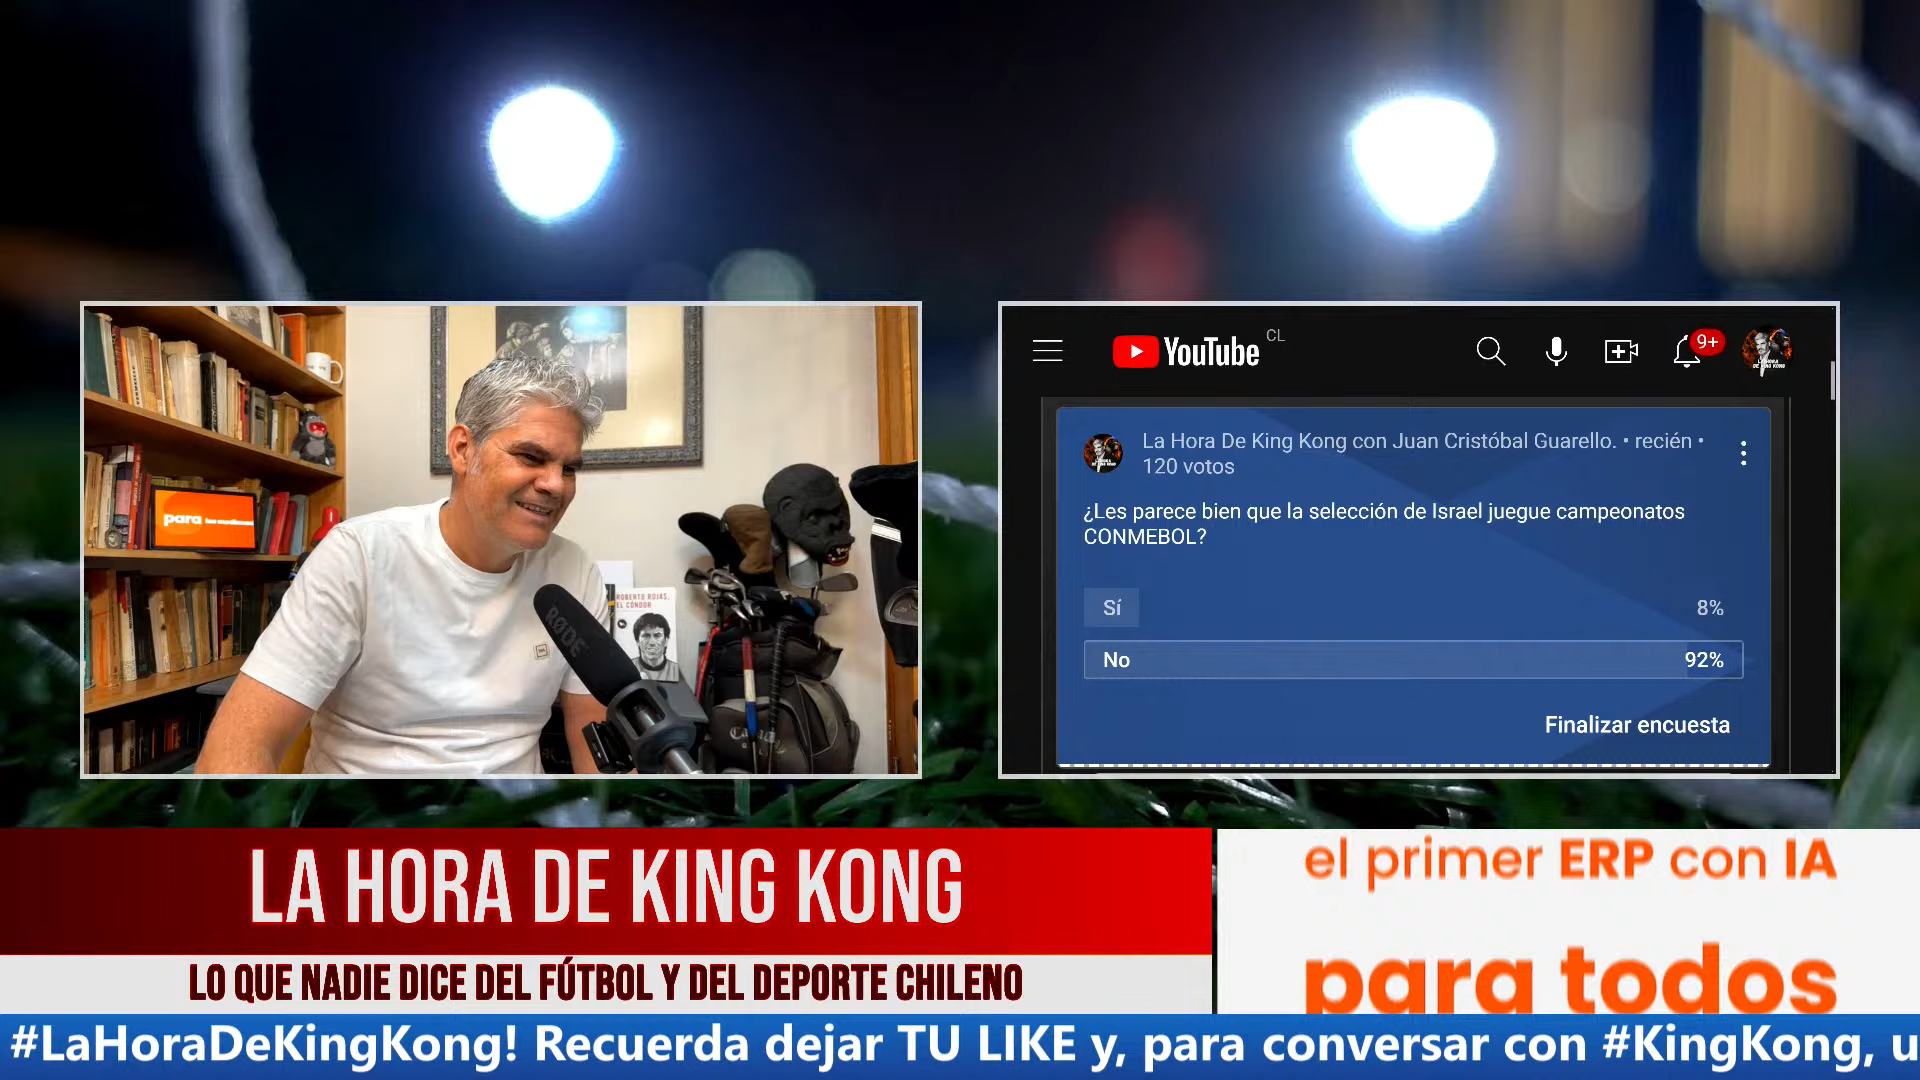 YouTube CL
9+
La Hora De King Kong con Juan Cristóbal Guarello. • recién •
120 votos
¿Les parece bien que la selección de Israel juegue campeonatos
CONMEBOL?
Sí 8%
No 92%
Finalizar encuesta
para los medianos
ROBERTO ROJAS,
EL CÓNDOR
RØDE
LA HORA DE KING KONG
LO QUE NADIE DICE DEL FÚTBOL Y DEL DEPORTE CHILENO
el primer ERP con IA
para todos
#LaHoraDeKingKong! Recuerda dejar TU LIKE y, para conversar con #KingKong, u